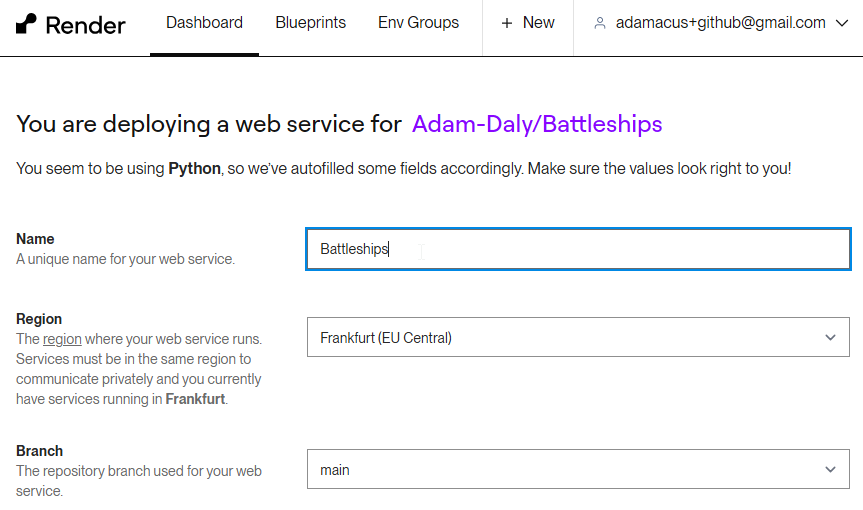 Render Dashboard Blueprints Env Groups + New adamacus+github@gmail.com
You are deploying a web service for Adam-Daly/Battleships
You seem to be using Python, so we've autofilled some fields accordingly. Make sure the values look right to you!
Name
A unique name for your web service.
Battleships
Region
The region where your web service runs.
Services must be in the same region to
communicate privately and you currently
have services running in Frankfurt.
Frankfurt (EU Central)
Branch
The repository branch used for your web
service.
main